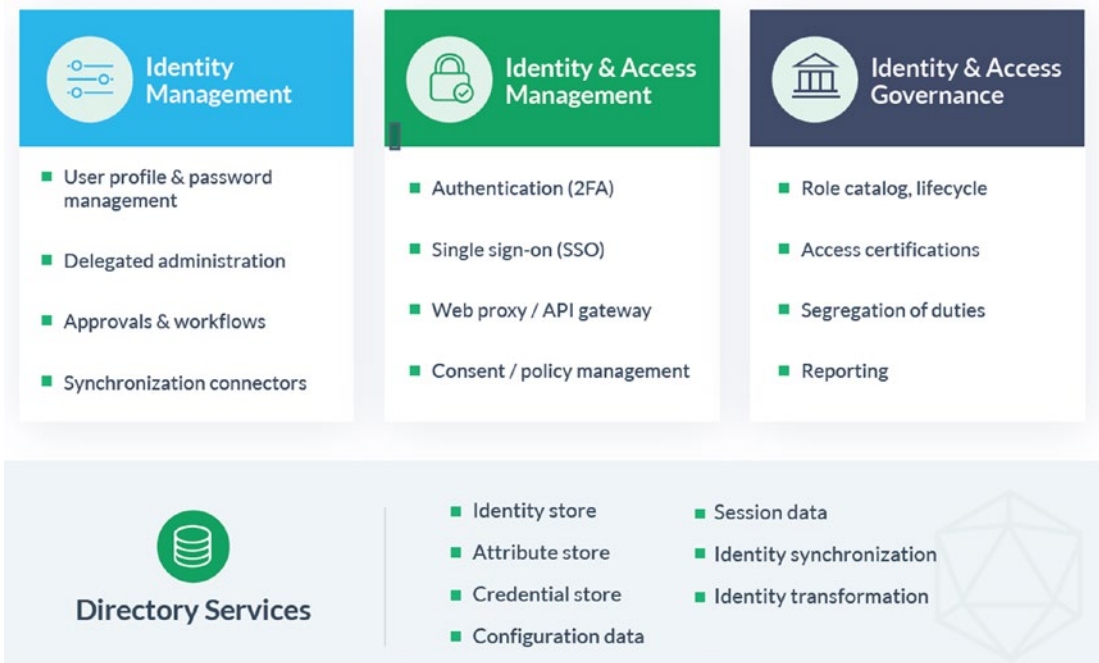 Identity
Management
User profile & password
management
Delegated administration
Approvals & workflows
Synchronization connectors
Identity & Access
Management
Authentication (2FA)
Single sign-on (SSO)
Web proxy / API gateway
Consent / policy management
Identity & Access
Governance
Role catalog, lifecycle
Access certifications
Segregation of duties
Reporting
Directory Services
Identity store
Attribute store
Credential store
Configuration data
Session data
Identity synchronization
Identity transformation